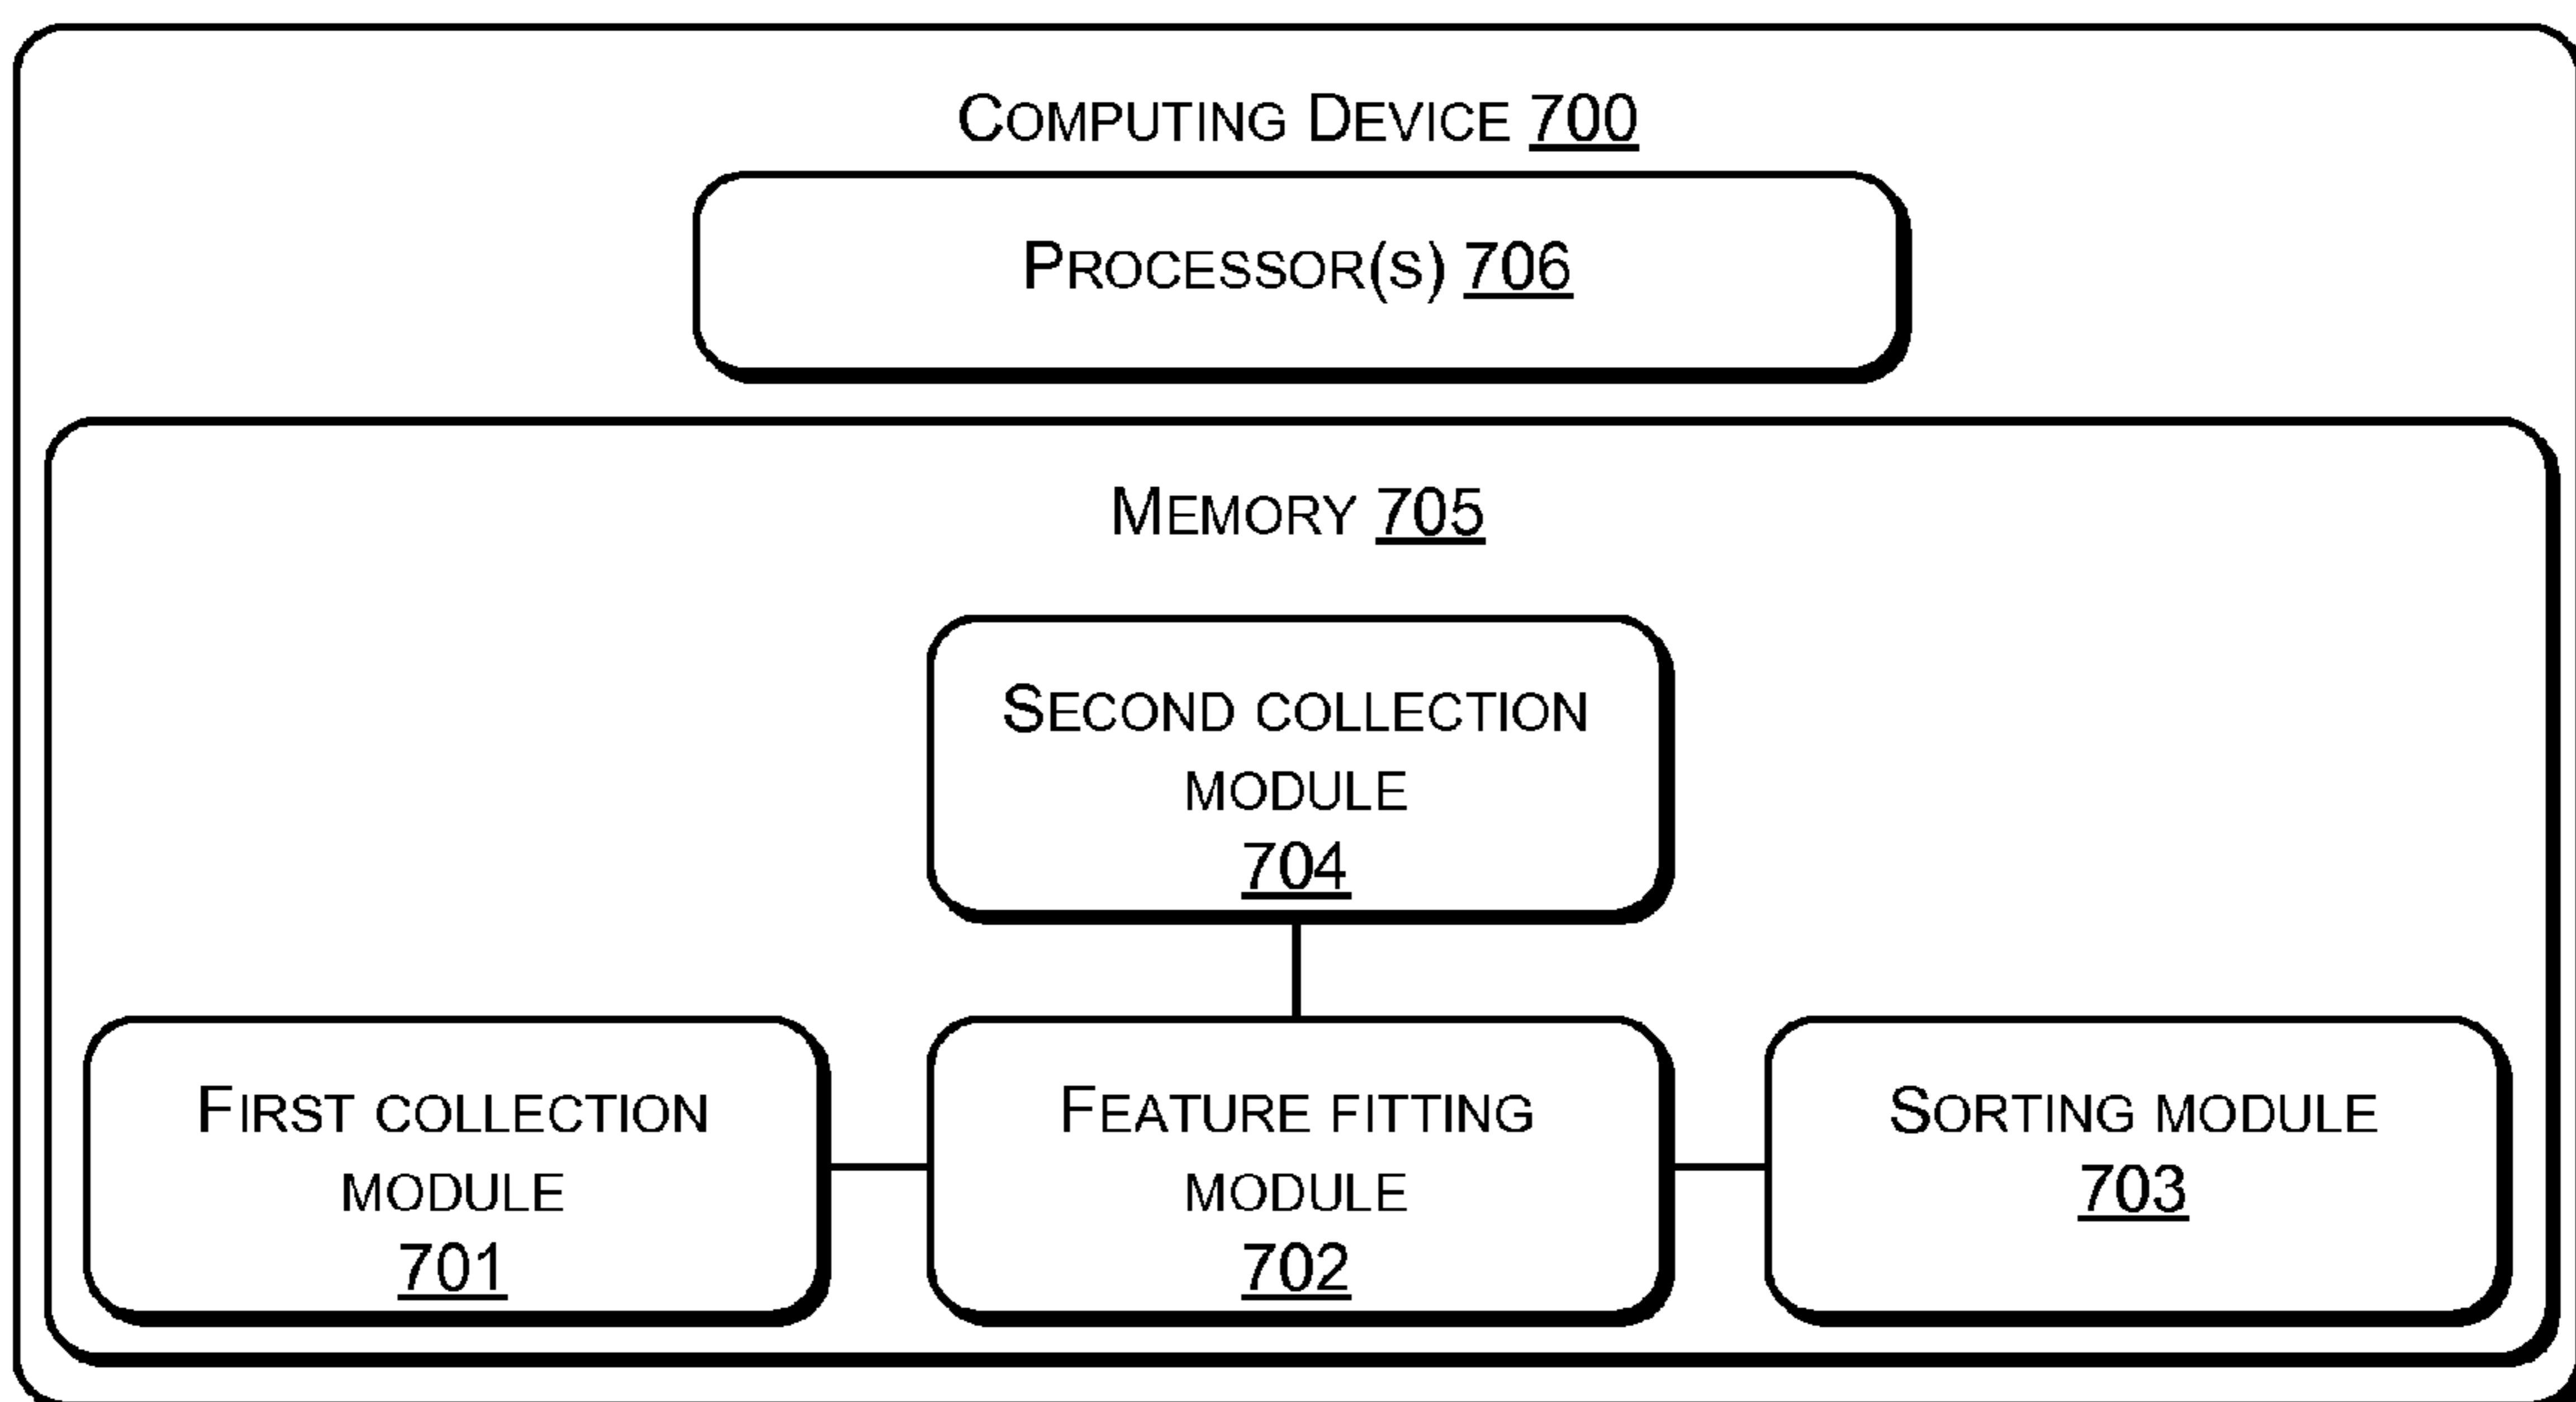 COMPUTING DEVICE 700
PROCESSOR(S) 706
MEMORY 705
SECOND COLLECTION
MODULE
704
FIRST COLLECTION
MODULE
701
FEATURE FITTING
MODULE
702
SORTING MODULE
703